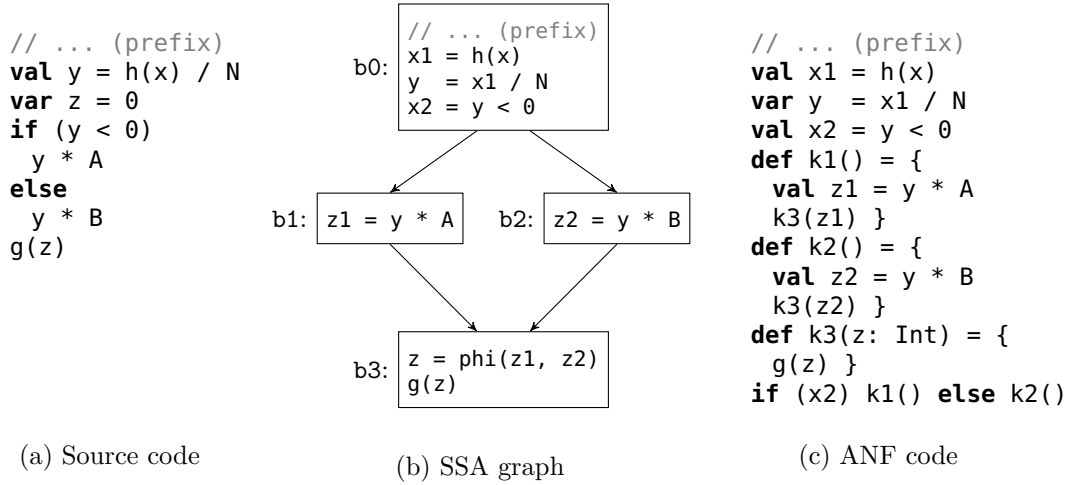 // ... (prefix)
val y = h(x) / N
var z = 0
if (y < 0)
  y * A
else
  y * B
g(z)
(a) Source code
b0:
// ... (prefix)
x1 = h(x)
y  = x1 / N
x2 = y < 0
b1: z1 = y * A
b2: z2 = y * B
b3:
z = phi(z1, z2)
g(z)
(b) SSA graph
// ... (prefix)
val x1 = h(x)
var y  = x1 / N
val x2 = y < 0
def k1() = {
  val z1 = y * A
  k3(z1) }
def k2() = {
  val z2 = y * B
  k3(z2) }
def k3(z: Int) = {
  g(z) }
if (x2) k1() else k2()
(c) ANF code